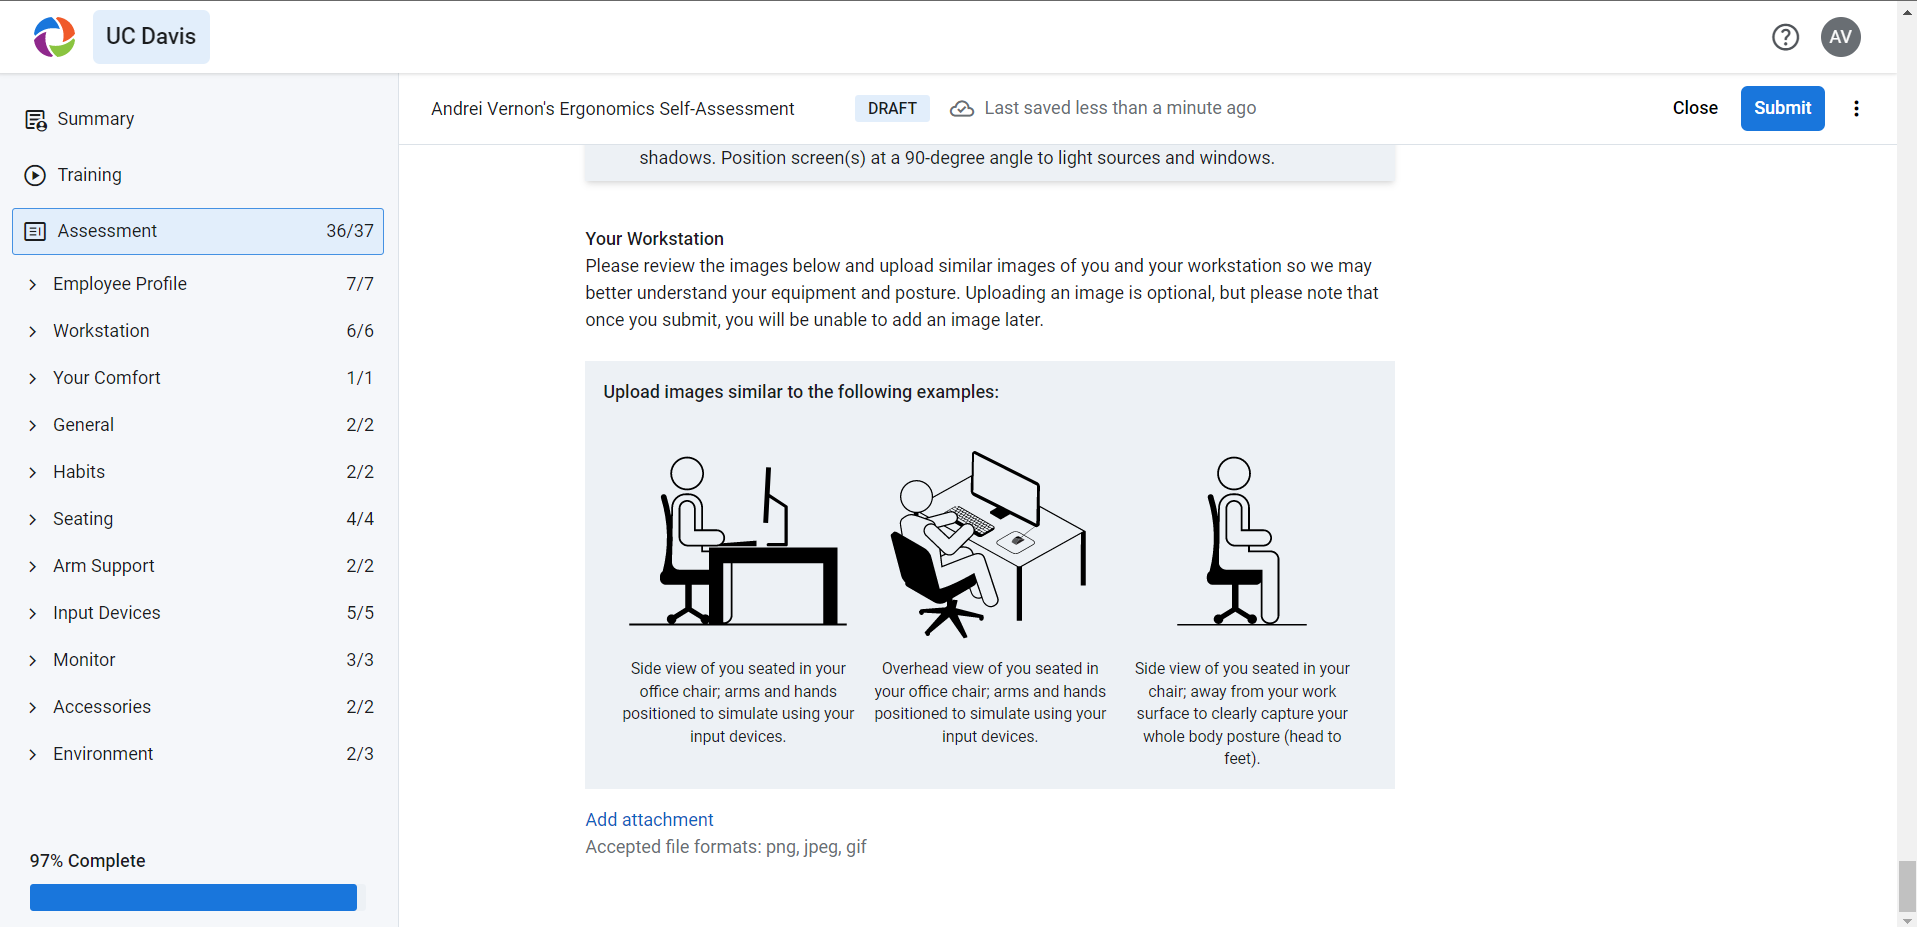 UC Davis
AV
Summary
Training
Assessment 36/37
Employee Profile 7/7
Workstation 6/6
Your Comfort 1/1
General 2/2
Habits 2/2
Seating 4/4
Arm Support 2/2
Input Devices 5/5
Monitor 3/3
Accessories 2/2
Environment 2/3
97% Complete
Andrei Vernon's Ergonomics Self-Assessment DRAFT Last saved less than a minute ago Close Submit
shadows. Position screen(s) at a 90-degree angle to light sources and windows.
Your Workstation
Please review the images below and upload similar images of you and your workstation so we may
better understand your equipment and posture. Uploading an image is optional, but please note that
once you submit, you will be unable to add an image later.
Upload images similar to the following examples:
Side view of you seated in your
office chair; arms and hands
positioned to simulate using your
input devices.
Overhead view of you seated in
your office chair; arms and hands
positioned to simulate using your
input devices.
Side view of you seated in your
chair; away from your work
surface to clearly capture your
whole body posture (head to
feet).
Add attachment
Accepted file formats: png, jpeg, gif